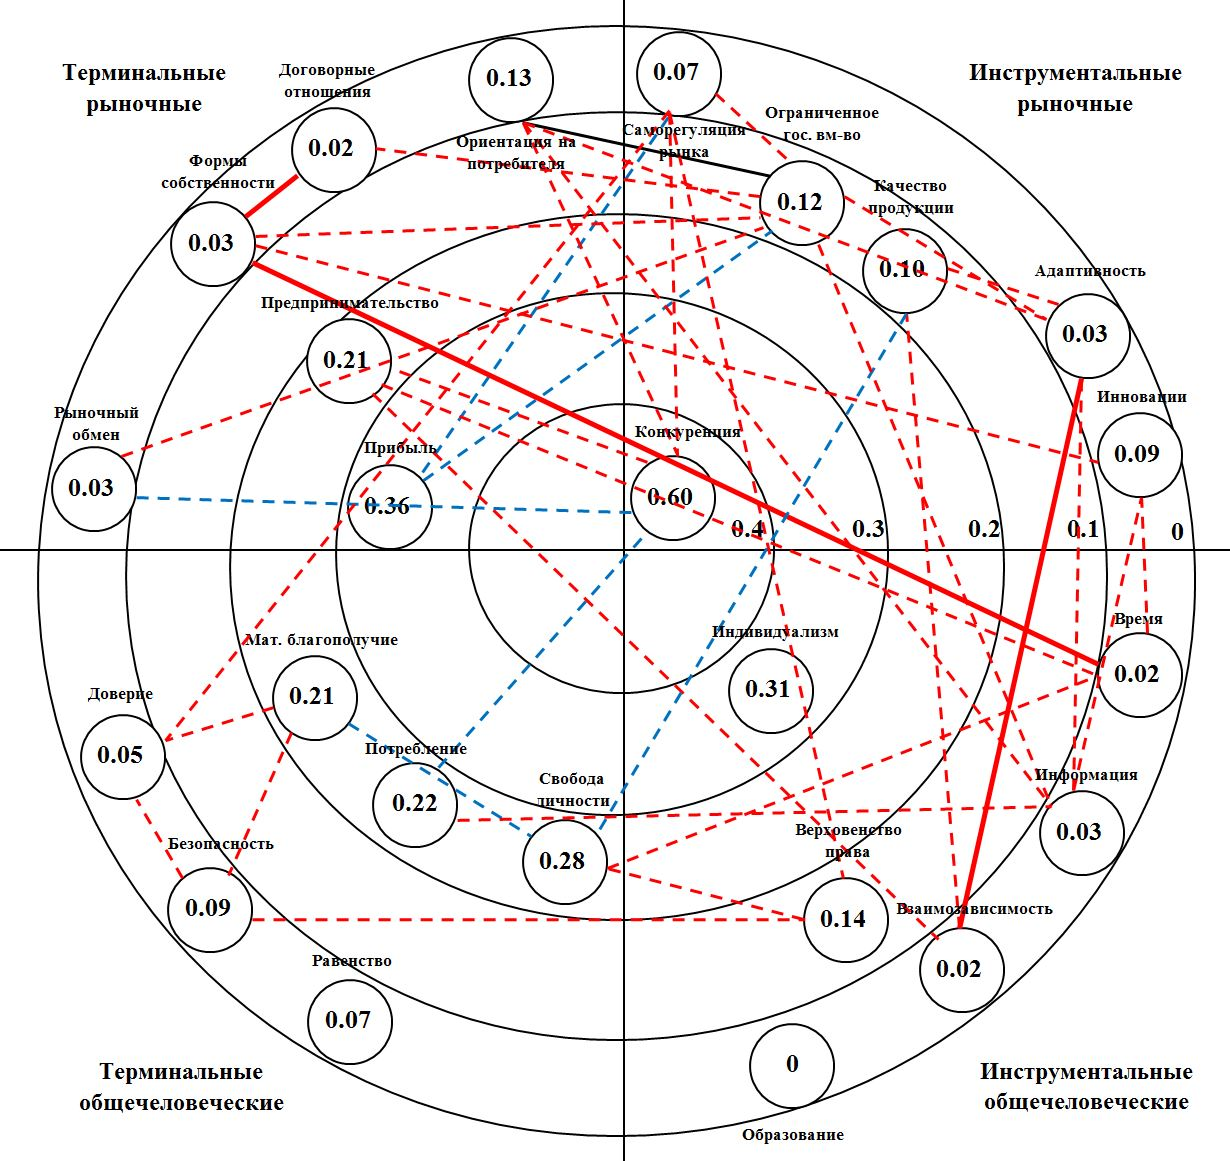 Терминальные
рыночные
Инструментальные
рыночные
Договорные
отношения
0.13
0.07
Ограниченное
гос. вм-во
Саморегуляция
рынка
Ориентация на
потребителя
0.02
Формы
собственности
0.12
Качество
продукции
0.03
0.10
Адаптивность
Предпринимательство
0.03
0.21
Инновации
Рыночный
обмен
Конкуренция
Прибыль
0.09
0.03
0.36
0.60
0.4
0.3
0.2
0.1
0
Время
Индивидуализм
Мат. благополучие
0.02
Доверие
0.21
0.31
Потребление
0.05
Свобода
личности
Информация
0.22
0.03
Верховенство
права
Безопасность
0.28
0.09
0.14
Взаимозависимость
Равенство
0.02
0.07
0
Терминальные
общечеловеческие
Инструментальные
общечеловеческие
Образование